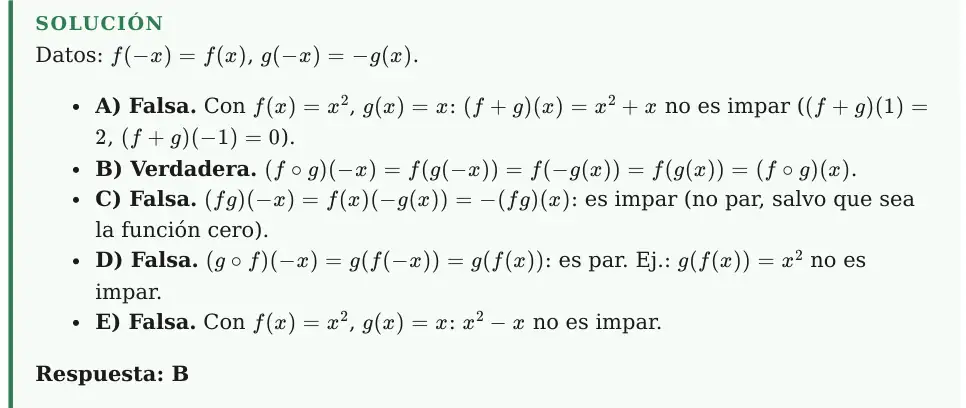 SOLUCIÓN
Datos: f(−x) = f(x), g(−x) = −g(x).
• A) Falsa. Con f(x) = x², g(x) = x: (f + g)(x) = x² + x no es impar ((f + g)(1) =
2, (f + g)(−1) = 0).
• B) Verdadera. (f ∘ g)(−x) = f(g(−x)) = f(−g(x)) = f(g(x)) = (f ∘ g)(x).
• C) Falsa. (fg)(−x) = f(x)(−g(x)) = −(fg)(x): es impar (no par, salvo que sea
la función cero).
• D) Falsa. (g ∘ f)(−x) = g(f(−x)) = g(f(x)): es par. Ej.: g(f(x)) = x² no es
impar.
• E) Falsa. Con f(x) = x², g(x) = x: x² − x no es impar.
Respuesta: B